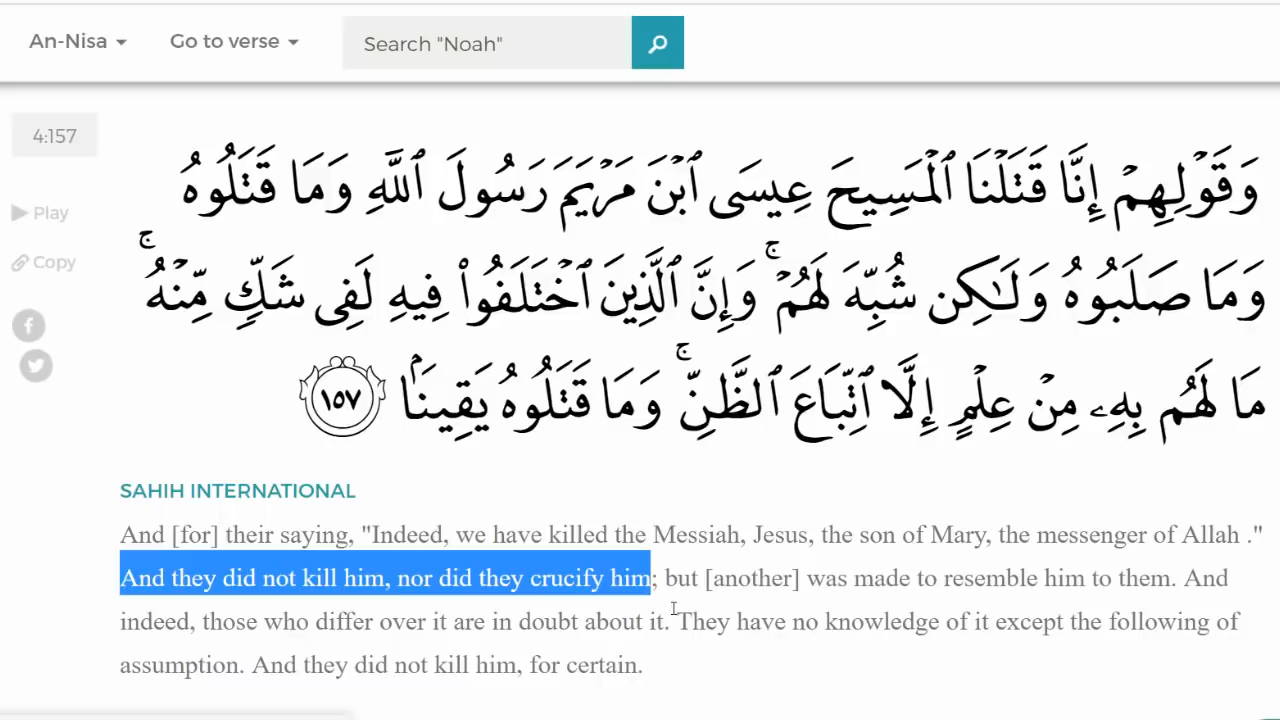 An-Nisa
Go to verse
Search "Noah"
4:157
Play
Copy
وَقَوْلِهِمْ إِنَّا قَتَلْنَا ٱلْمَسِيحَ عِيسَى ٱبْنَ مَرْيَمَ رَسُولَ ٱللَّهِ وَمَا قَتَلُوهُ
وَمَا صَلَبُوهُ وَلَـٰكِن شُبِّهَ لَهُمْ ۚ وَإِنَّ ٱلَّذِينَ ٱخْتَلَفُوا۟ فِيهِ لَفِى شَكٍّ مِّنْهُ ۚ
مَا لَهُم بِهِۦ مِنْ عِلْمٍ إِلَّا ٱتِّبَاعَ ٱلظَّنِّ ۚ وَمَا قَتَلُوهُ يَقِينًۢا ١٥٧
SAHIH INTERNATIONAL
And [for] their saying, "Indeed, we have killed the Messiah, Jesus, the son of Mary, the messenger of Allah ."
And they did not kill him, nor did they crucify him; but [another] was made to resemble him to them. And
indeed, those who differ over it are in doubt about it. They have no knowledge of it except the following of
assumption. And they did not kill him, for certain.